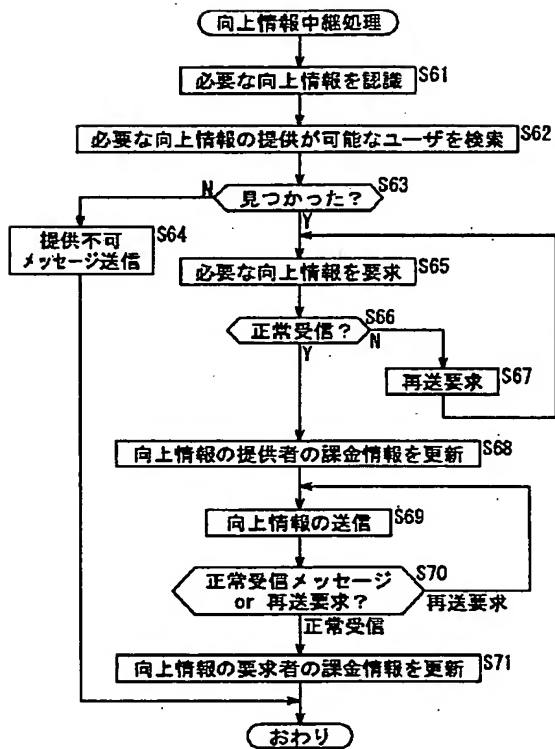 向上情報中継処理
必要な向上情報を認識 S61
必要な向上情報の提供が可能なユーザを検索 S62
見つかった? S63
N
Y
提供不可
メッセージ送信
S64
必要な向上情報を要求 S65
正常受信? S66
N
Y
再送要求 S67
向上情報の提供者の課金情報を更新 S68
向上情報の送信 S69
正常受信メッセージ
or 再送要求?
S70
再送要求
正常受信
向上情報の要求者の課金情報を更新 S71
おわり